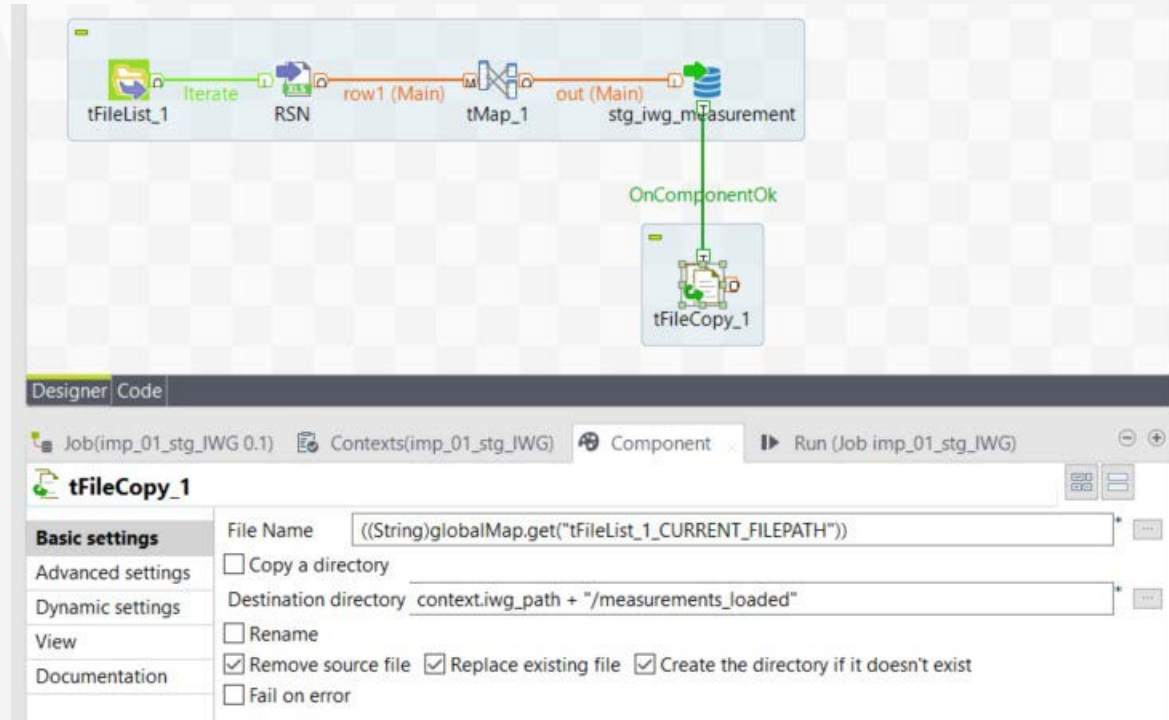 Iterate
row1 (Main)
out (Main)
tFileList_1
RSN
tMap_1
stg_iwg_measurement
OnComponentOk
tFileCopy_1
Designer Code
Job(imp_01_stg_IWG 0.1) Contexts(imp_01_stg_IWG) Component Run (Job imp_01_stg_IWG)
tFileCopy_1
Basic settings
Advanced settings
Dynamic settings
View
Documentation
File Name ((String)globalMap.get("tFileList_1_CURRENT_FILEPATH")) *
Copy a directory
Destination directory context.iwg_path + "/measurements_loaded" *
Rename
Remove source file Replace existing file Create the directory if it doesn't exist
Fail on error